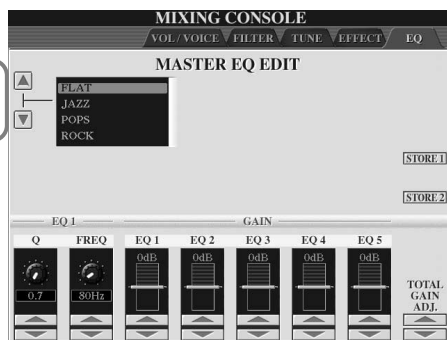 MIXING CONSOLE
VOL / VOICE FILTER TUNE EFFECT EQ
MASTER EQ EDIT
FLAT
JAZZ
POPS
ROCK
STORE 1
STORE 2
EQ 1 GAIN
Q FREQ EQ 1 EQ 2 EQ 3 EQ 4 EQ 5
0dB 0dB 0dB 0dB 0dB
0.7 80Hz
TOTAL
GAIN
ADJ.